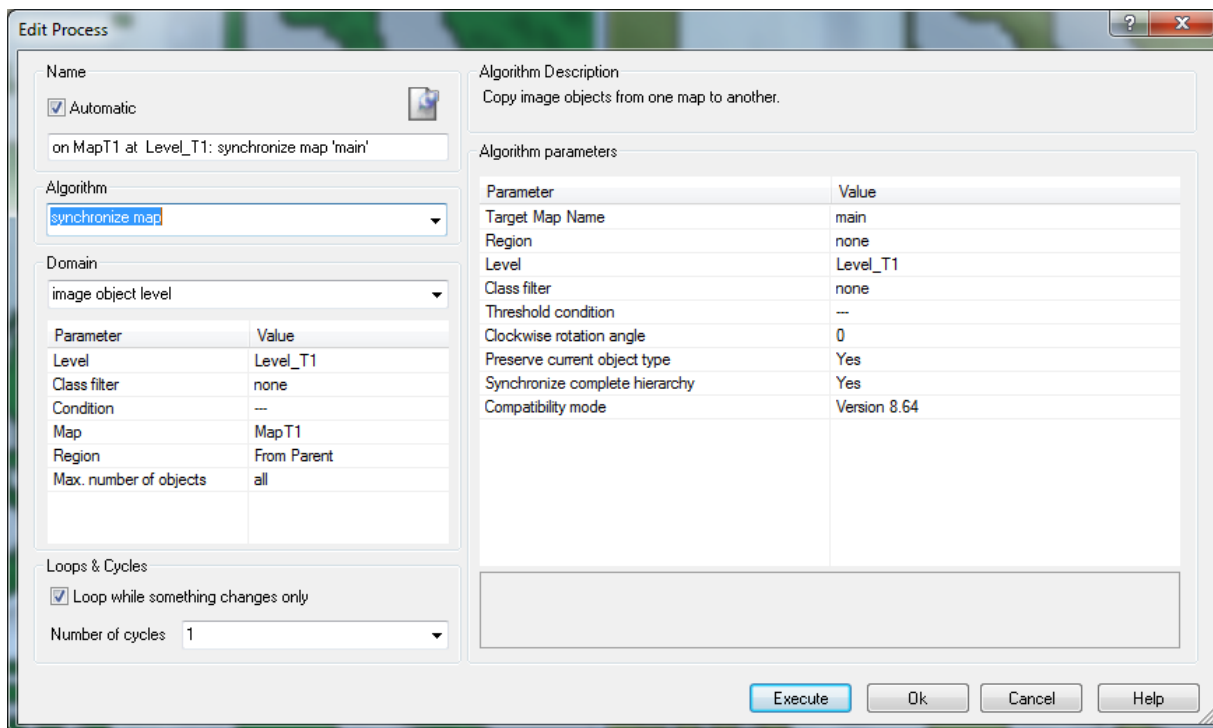 Edit Process
Name
Automatic
on MapT1 at  Level_T1: synchronize map 'main'
Algorithm
synchronize map
Domain
image object level
Parameter Value
Level Level_T1
Class filter none
Condition ---
Map MapT1
Region From Parent
Max. number of objects all
Loops & Cycles
Loop while something changes only
Number of cycles 1
Algorithm Description
Copy image objects from one map to another.
Algorithm parameters
Parameter Value
Target Map Name main
Region none
Level Level_T1
Class filter none
Threshold condition ---
Clockwise rotation angle 0
Preserve current object type Yes
Synchronize complete hierarchy Yes
Compatibility mode Version 8.64
Execute Ok Cancel Help